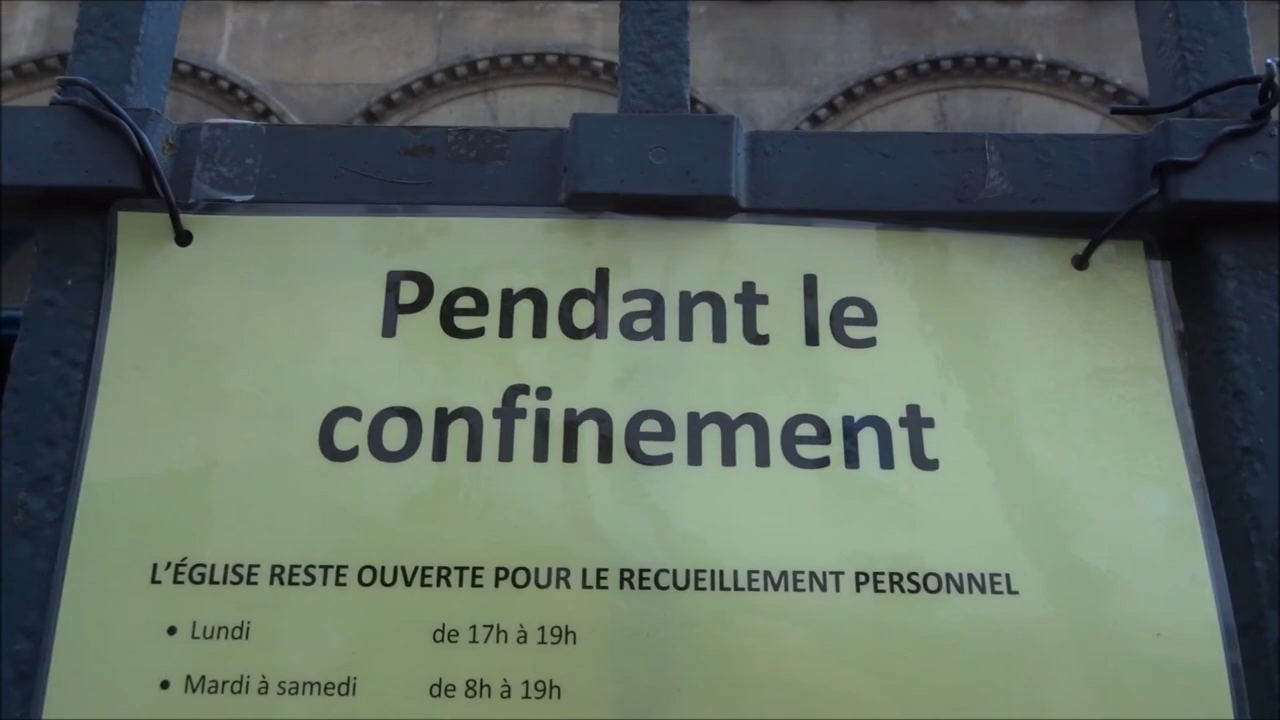 Pendant le
confinement
L'ÉGLISE RESTE OUVERTE POUR LE RECUEILLEMENT PERSONNEL
• Lundi de 17h à 19h
• Mardi à samedi de 8h à 19h